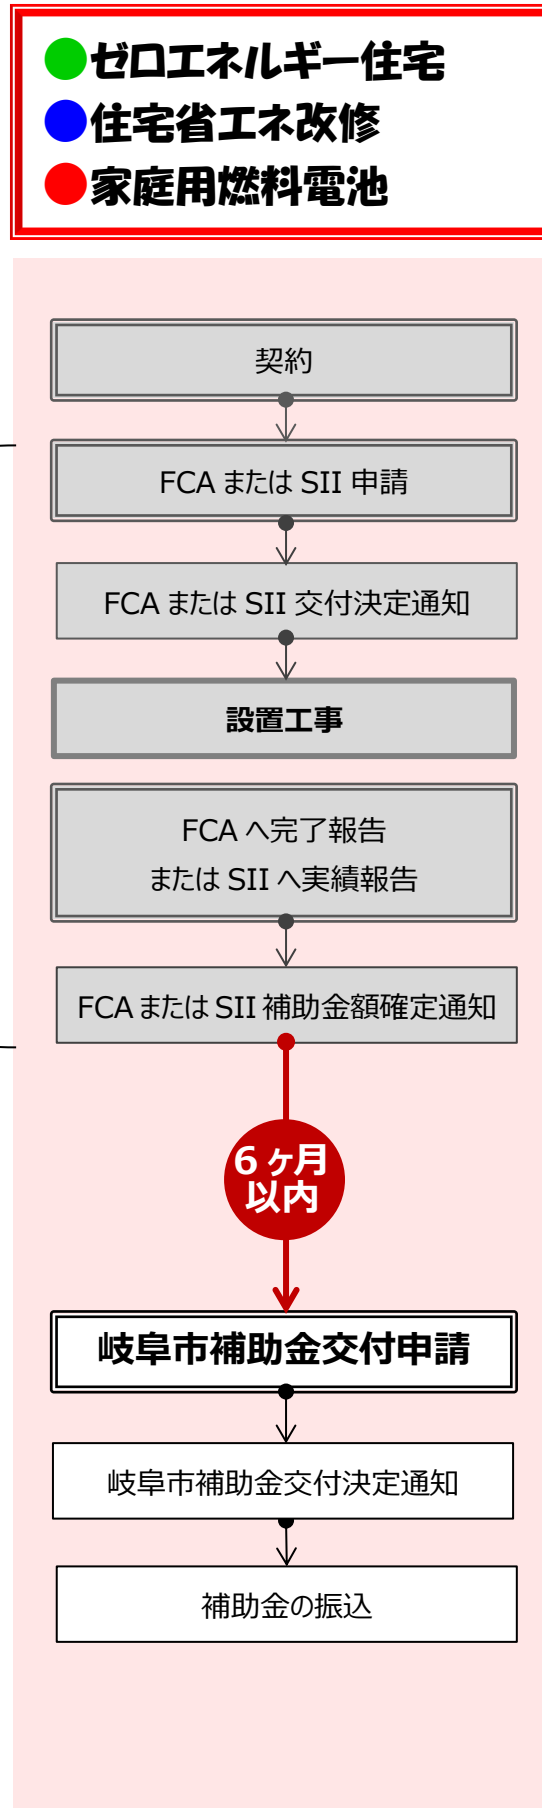 ●ゼロエネルギー住宅
●住宅省エネ改修
●家庭用燃料電池
契約
FCA または SII 申請
FCA または SII 交付決定通知
設置工事
FCA へ完了報告
または SII へ実績報告
FCA または SII 補助金額確定通知
6 ヶ月
以内
岐阜市補助金交付申請
岐阜市補助金交付決定通知
補助金の振込